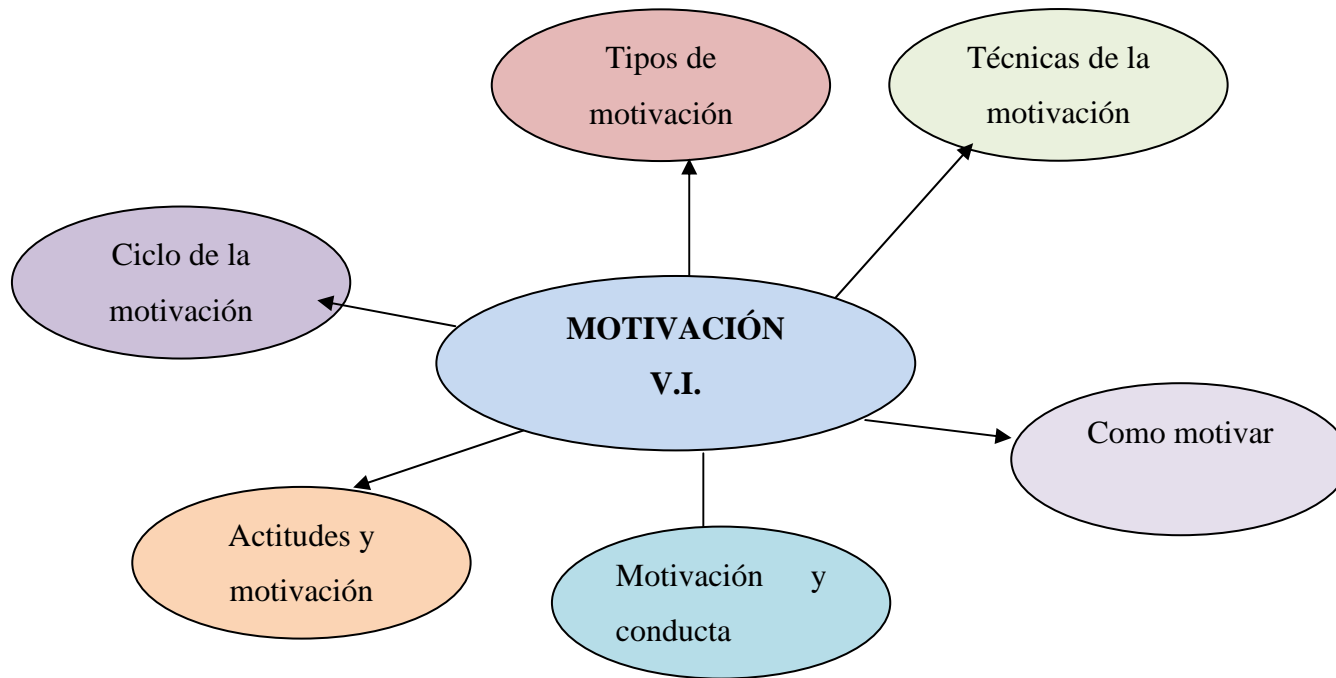 Tipos de
motivación
Técnicas de la
motivación
Ciclo de la
motivación
MOTIVACIÓN
V.I.
Como motivar
Actitudes y
motivación
Motivación y
conducta